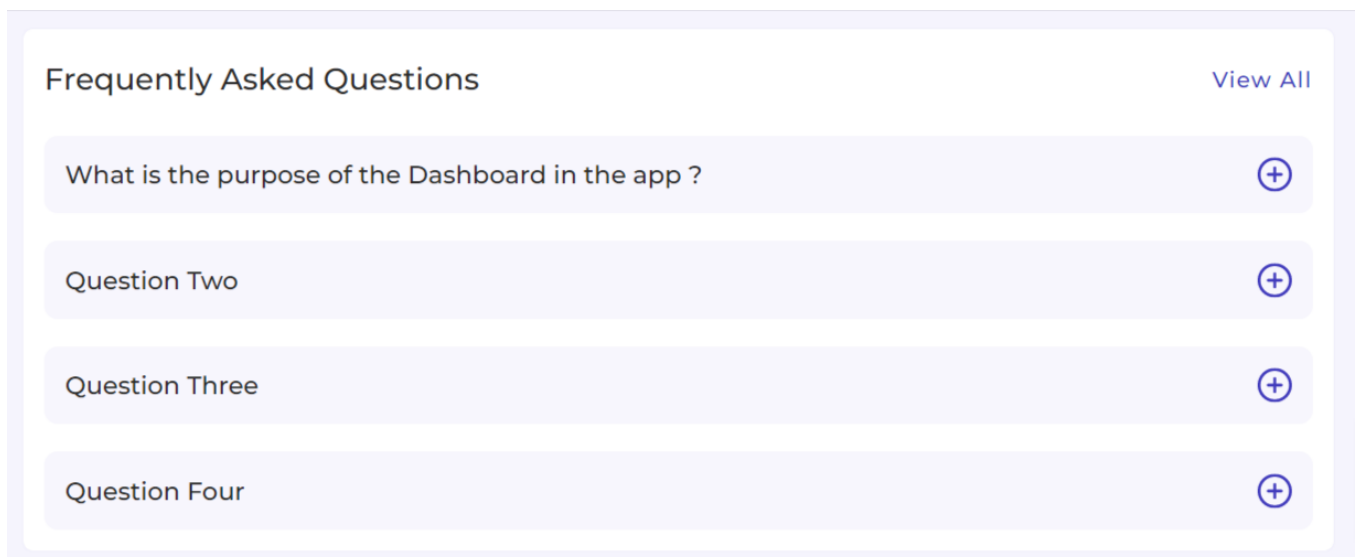 Frequently Asked Questions
View All
What is the purpose of the Dashboard in the app ?
Question Two
Question Three
Question Four